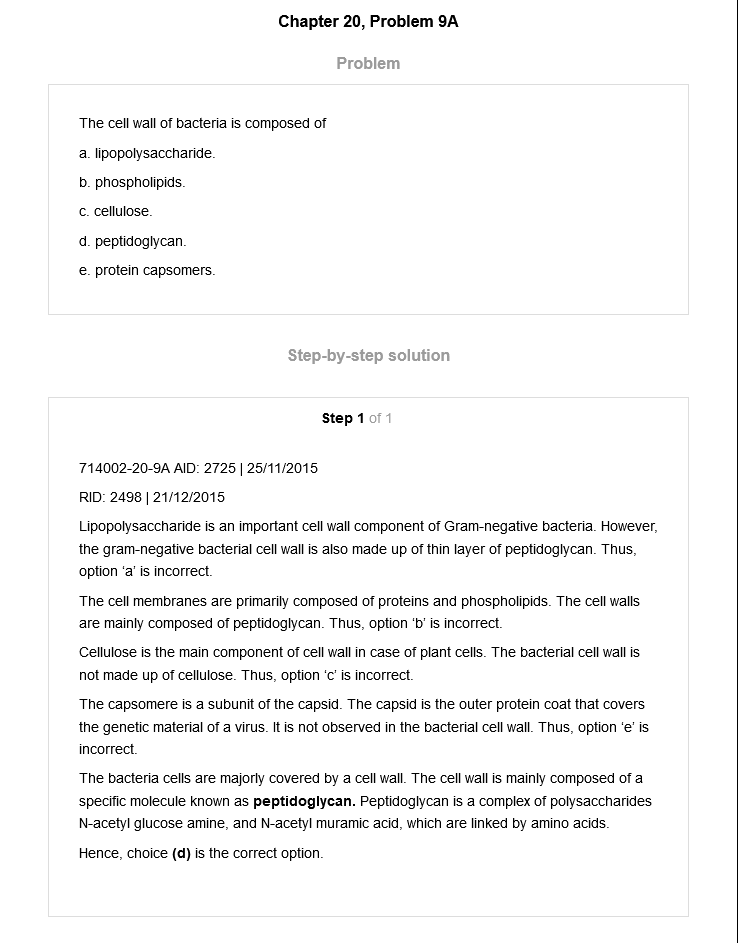 Chapter 20, Problem 9A
Problem
The cell wall of bacteria is composed of
a. lipopolysaccharide.
b. phospholipids.
c. cellulose.
d. peptidoglycan.
e. protein capsomers.
Step-by-step solution
Step 1 of 1
714002-20-9A AID: 2725 | 25/11/2015
RID: 2498 | 21/12/2015
Lipopolysaccharide is an important cell wall component of Gram-negative bacteria. However,
the gram-negative bacterial cell wall is also made up of thin layer of peptidoglycan. Thus,
option ‘a’ is incorrect.
The cell membranes are primarily composed of proteins and phospholipids. The cell walls
are mainly composed of peptidoglycan. Thus, option ‘b’ is incorrect.
Cellulose is the main component of cell wall in case of plant cells. The bacterial cell wall is
not made up of cellulose. Thus, option ‘c’ is incorrect.
The capsomere is a subunit of the capsid. The capsid is the outer protein coat that covers
the genetic material of a virus. It is not observed in the bacterial cell wall. Thus, option ‘e’ is
incorrect.
The bacteria cells are majorly covered by a cell wall. The cell wall is mainly composed of a
specific molecule known as peptidoglycan. Peptidoglycan is a complex of polysaccharides
N-acetyl glucose amine, and N-acetyl muramic acid, which are linked by amino acids.
Hence, choice (d) is the correct option.